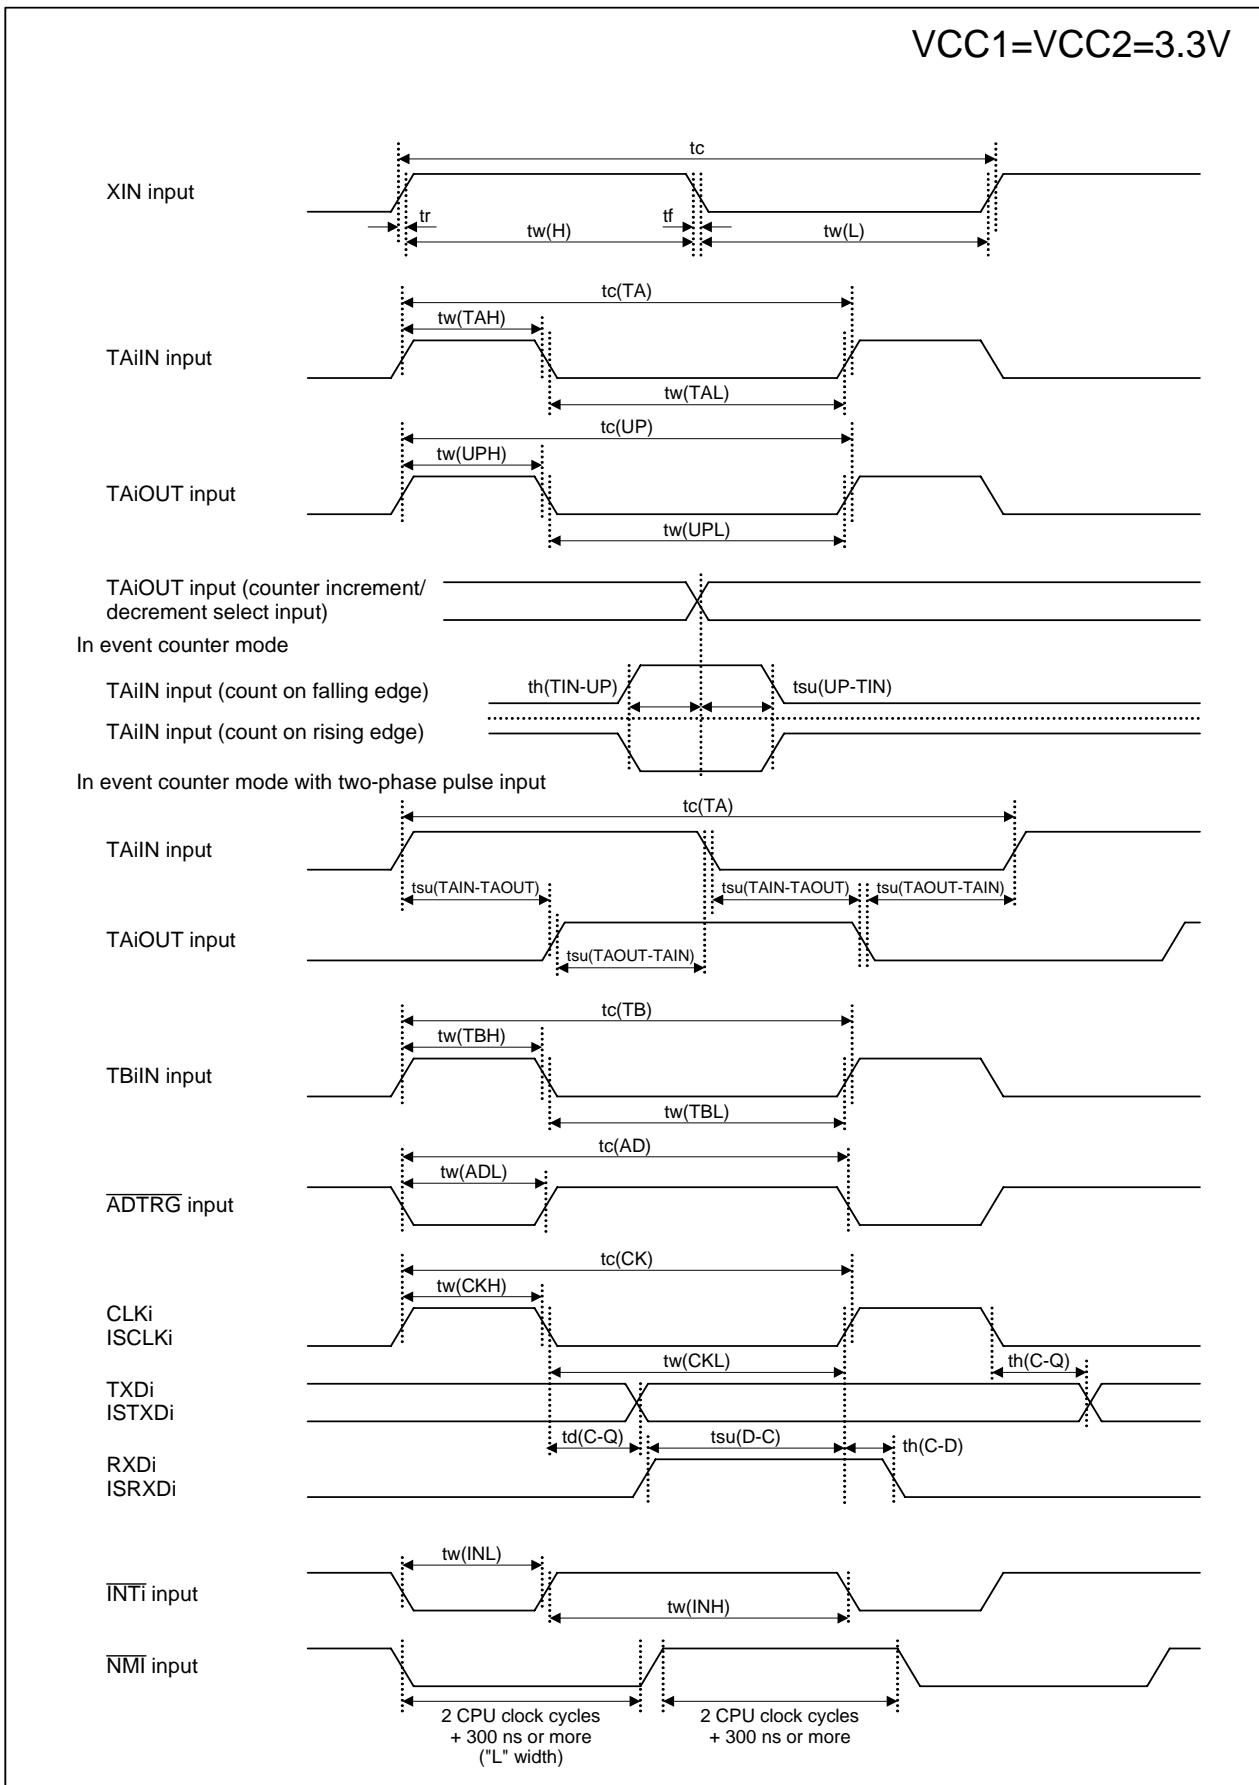 VCC1=VCC2=3.3V
tc
XIN input
tr
tf
tw(H)
tw(L)
tc(TA)
tw(TAH)
TAiIN input
tw(TAL)
tc(UP)
tw(UPH)
TAiOUT input
tw(UPL)
TAiOUT input (counter increment/
decrement select input)
In event counter mode
TAiIN input (count on falling edge)
th(TIN-UP)
tsu(UP-TIN)
TAiIN input (count on rising edge)
In event counter mode with two-phase pulse input
tc(TA)
TAiIN input
tsu(TAIN-TAOUT)
tsu(TAIN-TAOUT)
tsu(TAOUT-TAIN)
TAiOUT input
tsu(TAOUT-TAIN)
tc(TB)
tw(TBH)
TBiIN input
tw(TBL)
tc(AD)
tw(ADL)
ADTRG input
tc(CK)
tw(CKH)
CLKi
ISCLKi
tw(CKL)
th(C-Q)
TXDi
ISTXDi
td(C-Q)
tsu(D-C)
th(C-D)
RXDi
ISRXDi
tw(INL)
INTi input
tw(INH)
NMI input
2 CPU clock cycles
+ 300 ns or more
("L" width)
2 CPU clock cycles
+ 300 ns or more